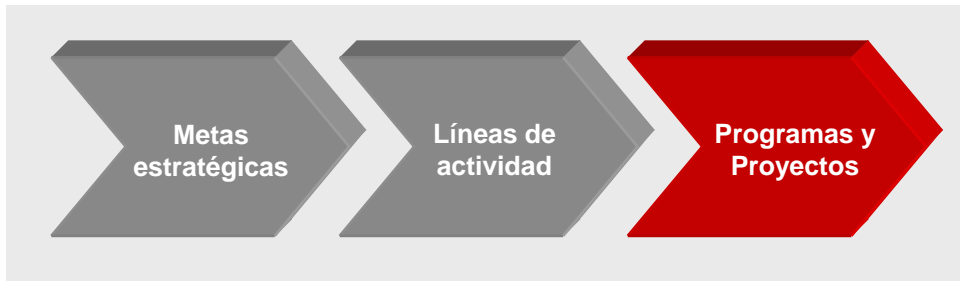 Metas
estratégicas
Líneas de
actividad
Programas y
Proyectos